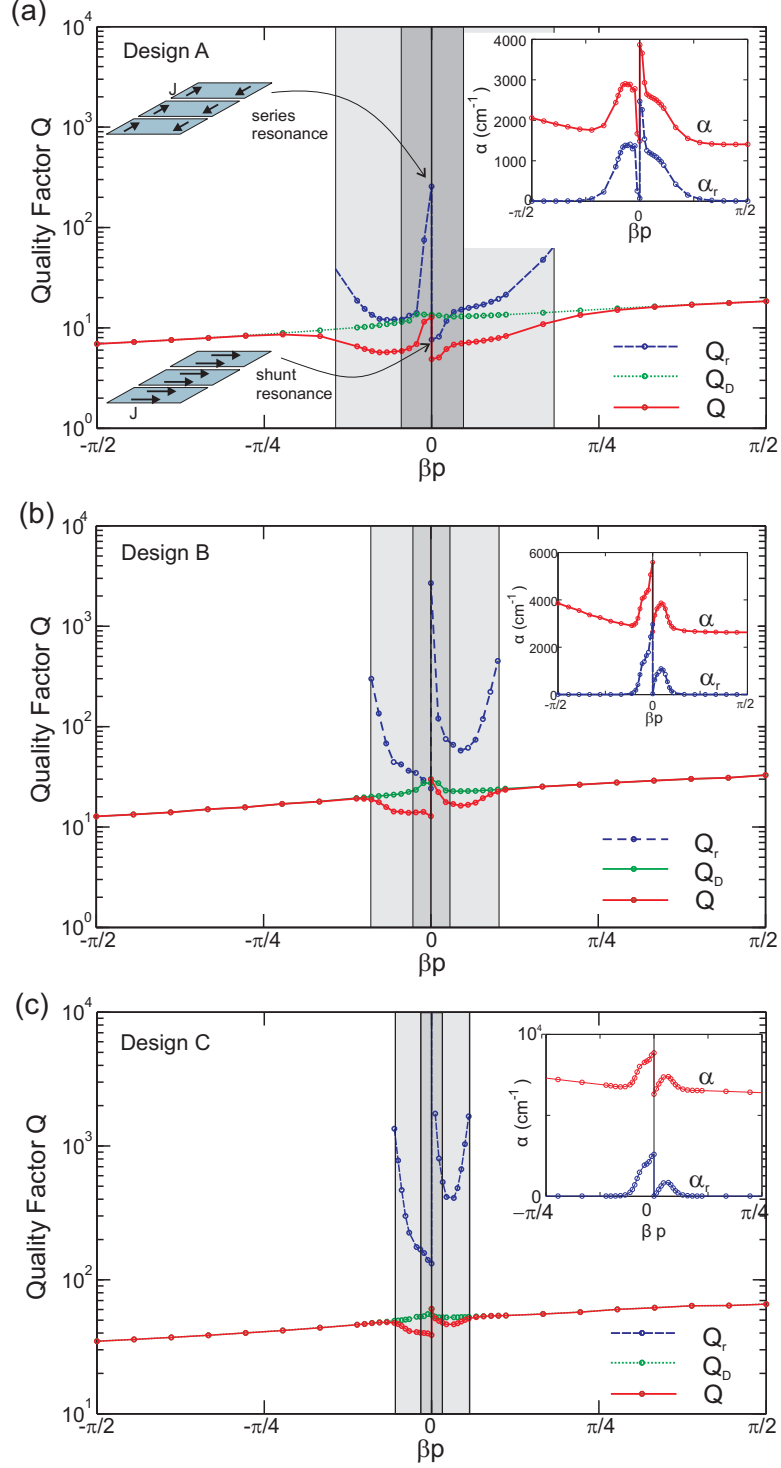 (a)
Design A
Quality Factor Q
10^4
10^3
10^2
10^1
10^0
J
series
resonance
shunt
resonance
J
Q_r
Q_D
Q
-π/2
-π/4
0
π/4
π/2
βp
α (cm^-1)
4000
3000
2000
1000
0
α
α_r
-π/2
0
π/2
βp
(b)
Design B
Quality Factor Q
10^4
10^3
10^2
10^1
10^0
Q_r
Q_D
Q
-π/2
-π/4
0
π/4
π/2
βp
α (cm^-1)
6000
4000
2000
0
α
α_r
-π/2
0
π/2
βp
(c)
Design C
Quality Factor Q
10^4
10^3
10^2
10^1
Q_r
Q_D
Q
-π/2
-π/4
0
π/4
π/2
βp
α (cm^-1)
10^4
0
α
α_r
−π/4
0
π/4
β p